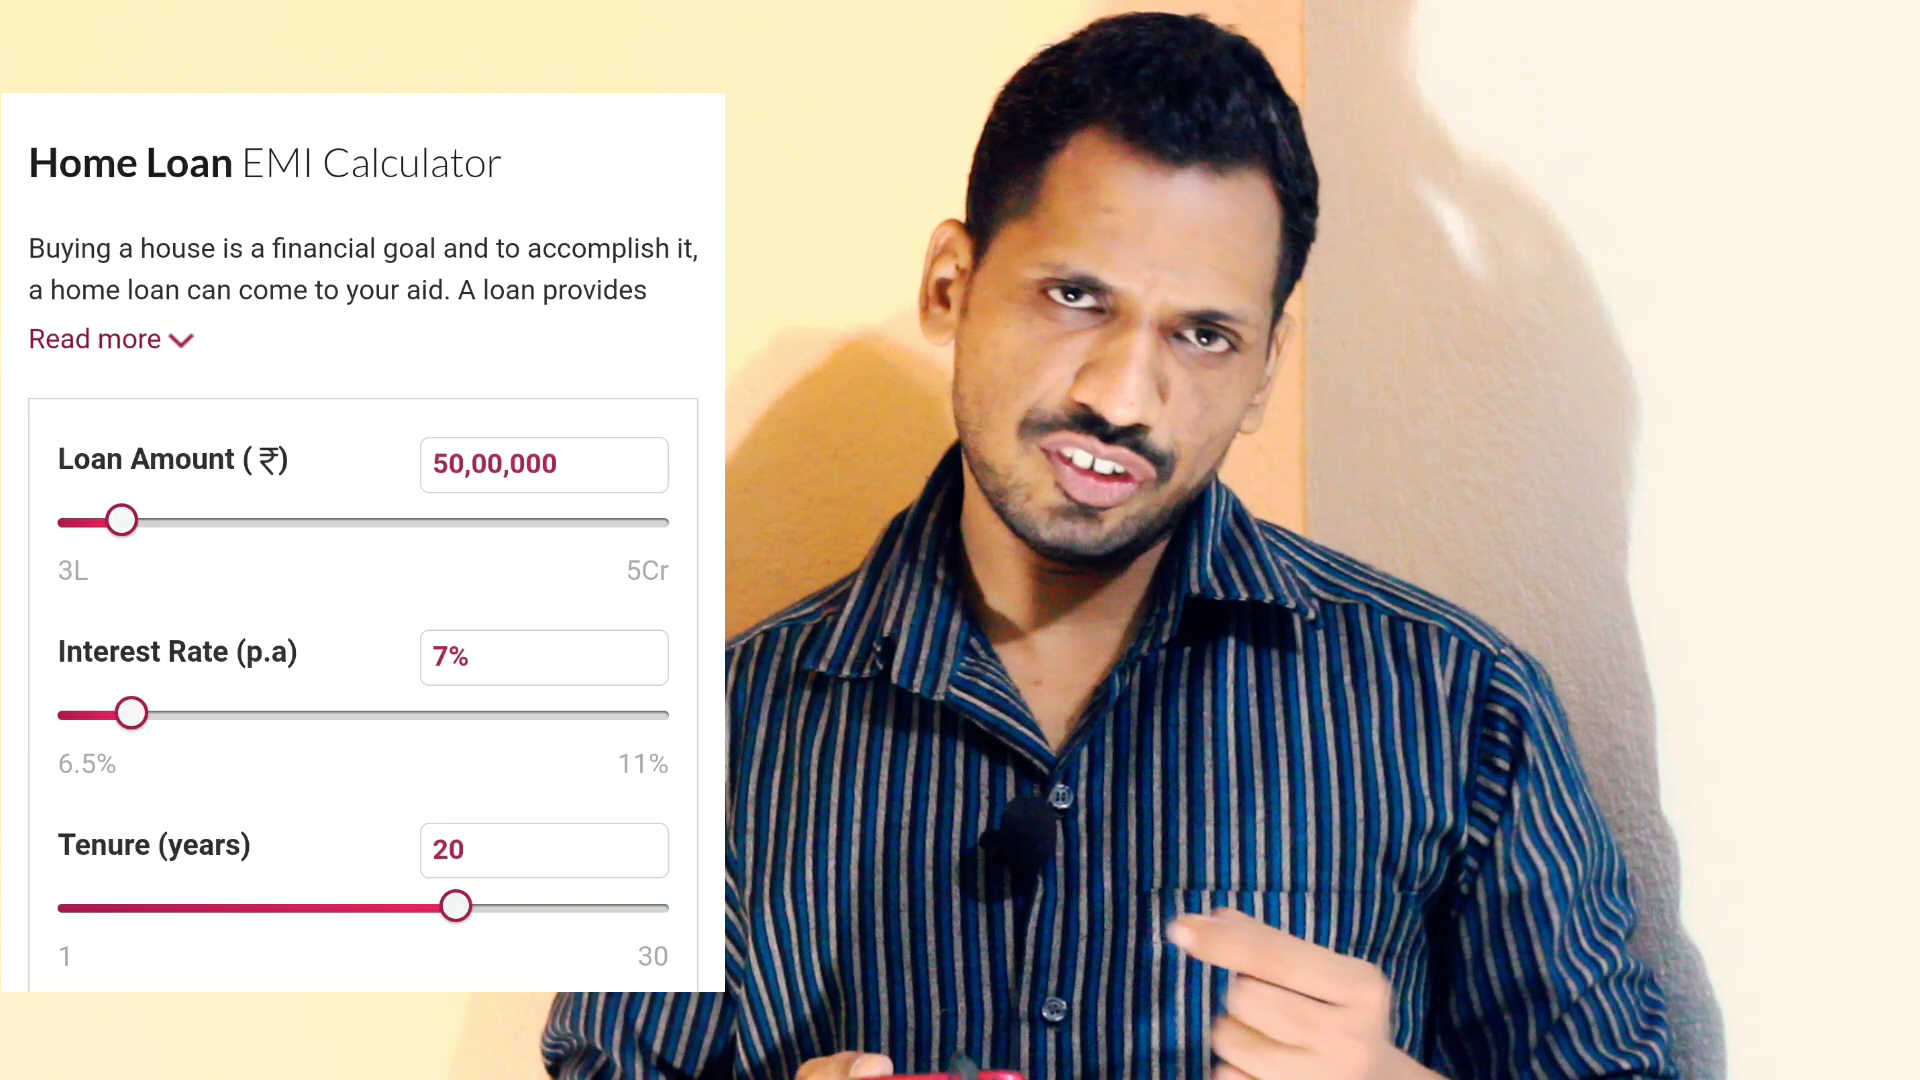 Home Loan EMI Calculator
Buying a house is a financial goal and to accomplish it,
a home loan can come to your aid. A loan provides
Read more
Loan Amount ( ₹)
50,00,000
3L
5Cr
Interest Rate (p.a)
7%
6.5%
11%
Tenure (years)
20
1
30